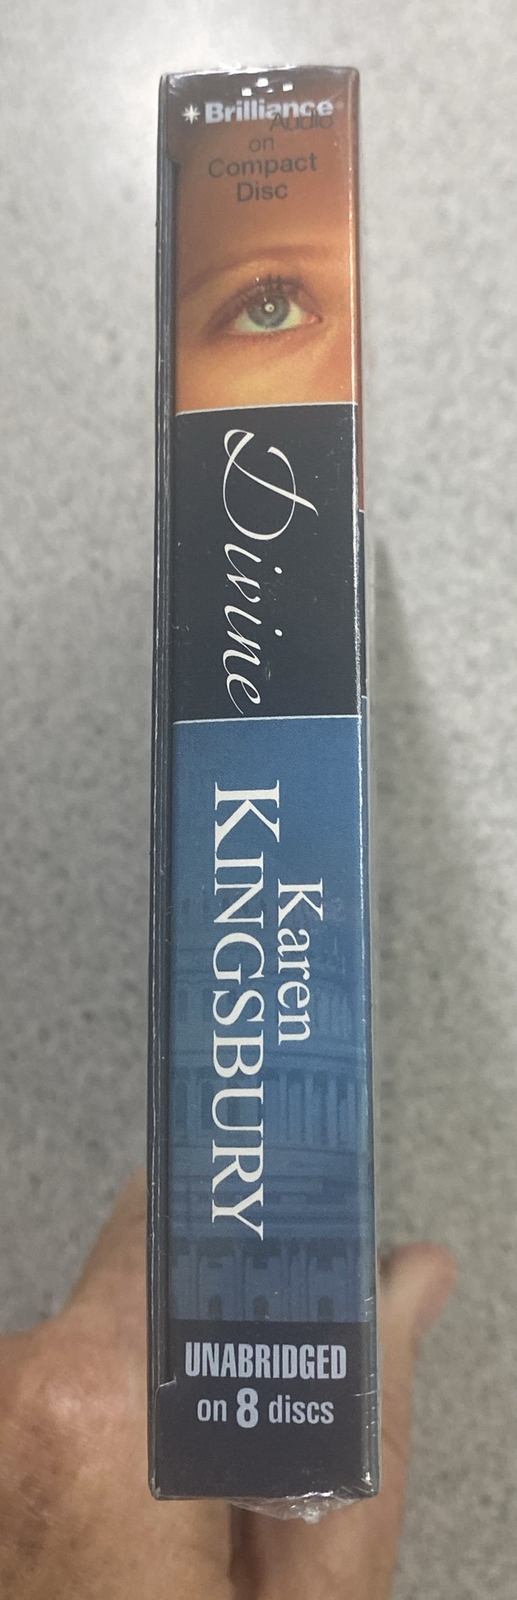 Brilliance
Audio
on
Compact
Disc
Divine
Karen
KINGSBURY
UNABRIDGED
on 8 discs